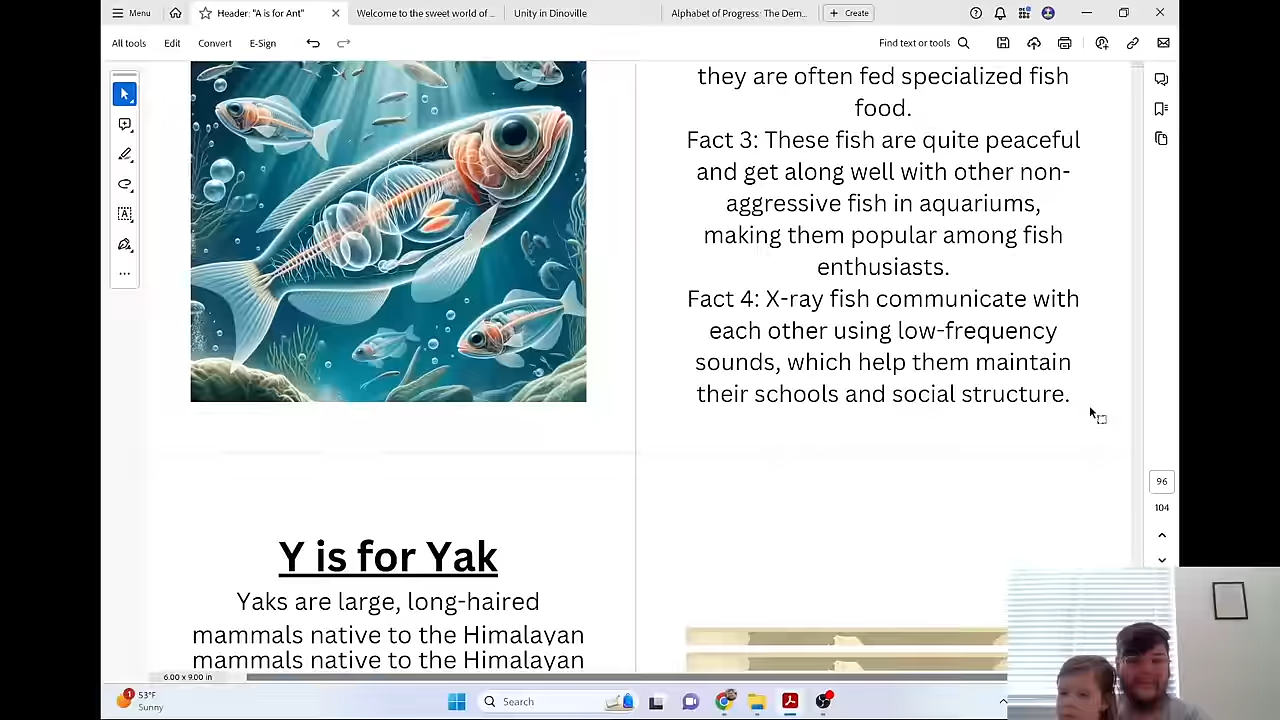 Menu
Header: "A is for Ant"
Welcome to the sweet world of ...
Unity in Dinoville
Alphabet of Progress: The Dem...
Create
All tools
Edit
Convert
E-Sign
Find text or tools
they are often fed specialized fish
food.
Fact 3: These fish are quite peaceful
and get along well with other non-
aggressive fish in aquariums,
making them popular among fish
enthusiasts.
Fact 4: X-ray fish communicate with
each other using low-frequency
sounds, which help them maintain
their schools and social structure.
96
104
Y is for Yak
Yaks are large, long-haired
mammals native to the Himalayan
mammals native to the Himalayan
6.00 x 9.00 in
1
53°F
Sunny
Search